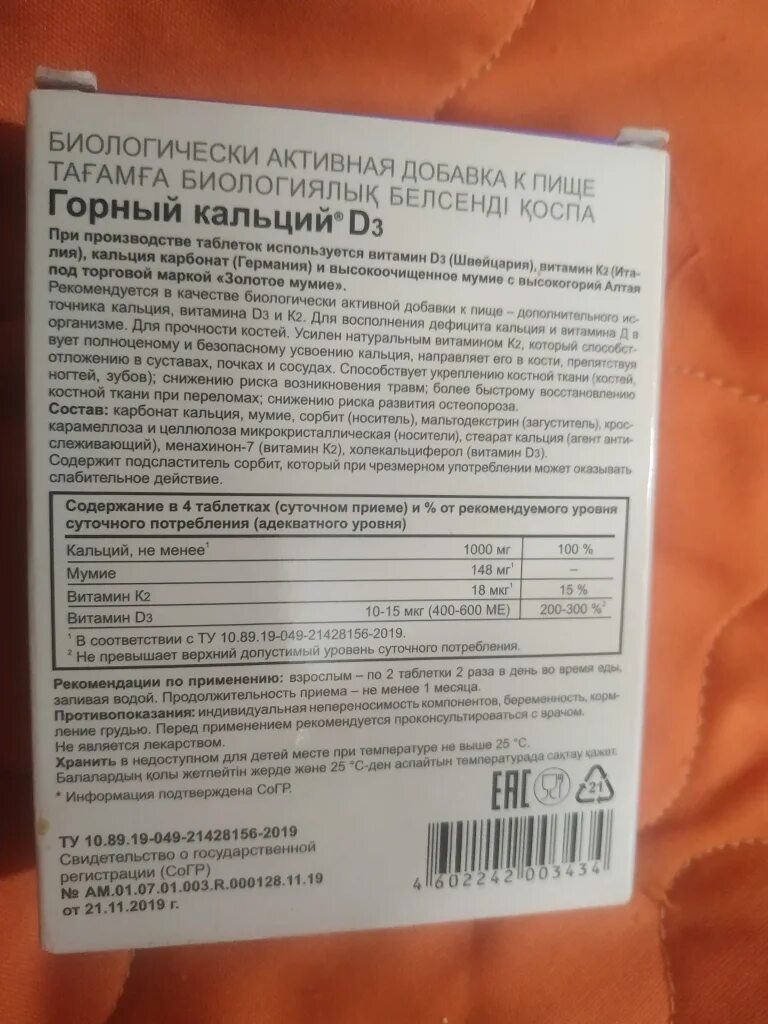 БИОЛОГИЧЕСКИ АКТИВНАЯ ДОБАВКА К ПИЩЕ
ТАҒАМҒА БИОЛОГИЯЛЫҚ БЕЛСЕНДІ ҚОСПА
Горный кальций® D3
При производстве таблеток используется витамин D3 (Швейцария), витамин K2 (Ита-
лия), кальция карбонат (Германия) и высокоочищенное мумие с высокогорий Алтая
под торговой маркой «Золотое мумие».
Рекомендуется в качестве биологически активной добавки к пище – дополнительного ис-
точника кальция, витамина D3 и K2. Для восполнения дефицита кальция и витамина Д в
организме. Для прочности костей. Усилен натуральным витамином K2, который способст-
вует полноценному и безопасному усвоению кальция, направляет его в кости, препятствуя
отложению в суставах, почках и сосудах. Способствует укреплению костной ткани (костей,
ногтей, зубов); снижению риска возникновения травм; более быстрому восстановлению
костной ткани при переломах; снижению риска развития остеопороза.
Состав: карбонат кальция, мумие, сорбит (носитель), мальтодекстрин (загуститель), крос-
карамеллоза и целлюлоза микрокристаллическая (носители), стеарат кальция (агент анти-
слеживающий), менахинон-7 (витамин K2), холекальциферол (витамин D3).
Содержит подсластитель сорбит, который при чрезмерном употреблении может оказывать
слабительное действие.
Содержание в 4 таблетках (суточном приеме) и % от рекомендуемого уровня
суточного потребления (адекватного уровня)
Кальций, не менее¹ 1000 мг 100 %
Мумие 148 мг¹ –
Витамин K2 18 мкг¹ 15 %
Витамин D3 10-15 мкг (400-600 МЕ) 200-300 %²
¹ В соответствии с ТУ 10.89.19-049-21428156-2019.
² Не превышает верхний допустимый уровень суточного потребления.
Рекомендации по применению: взрослым – по 2 таблетки 2 раза в день во время еды,
запивая водой. Продолжительность приема – не менее 1 месяца.
Противопоказания: индивидуальная непереносимость компонентов, беременность, корм-
ление грудью. Перед применением рекомендуется проконсультироваться с врачом.
Не является лекарством.
Хранить в недоступном для детей месте при температуре не выше 25 °С.
Балалардың қолы жетпейтін жерде және 25 °С-ден аспайтын температурада сақтау қажет.
* Информация подтверждена СоГР.
ЕАС
21
ТУ 10.89.19-049-21428156-2019
Свидетельство о государственной
регистрации (СоГР)
№ АМ.01.07.01.003.R.000128.11.19
от 21.11.2019 г.
4 602242 003434